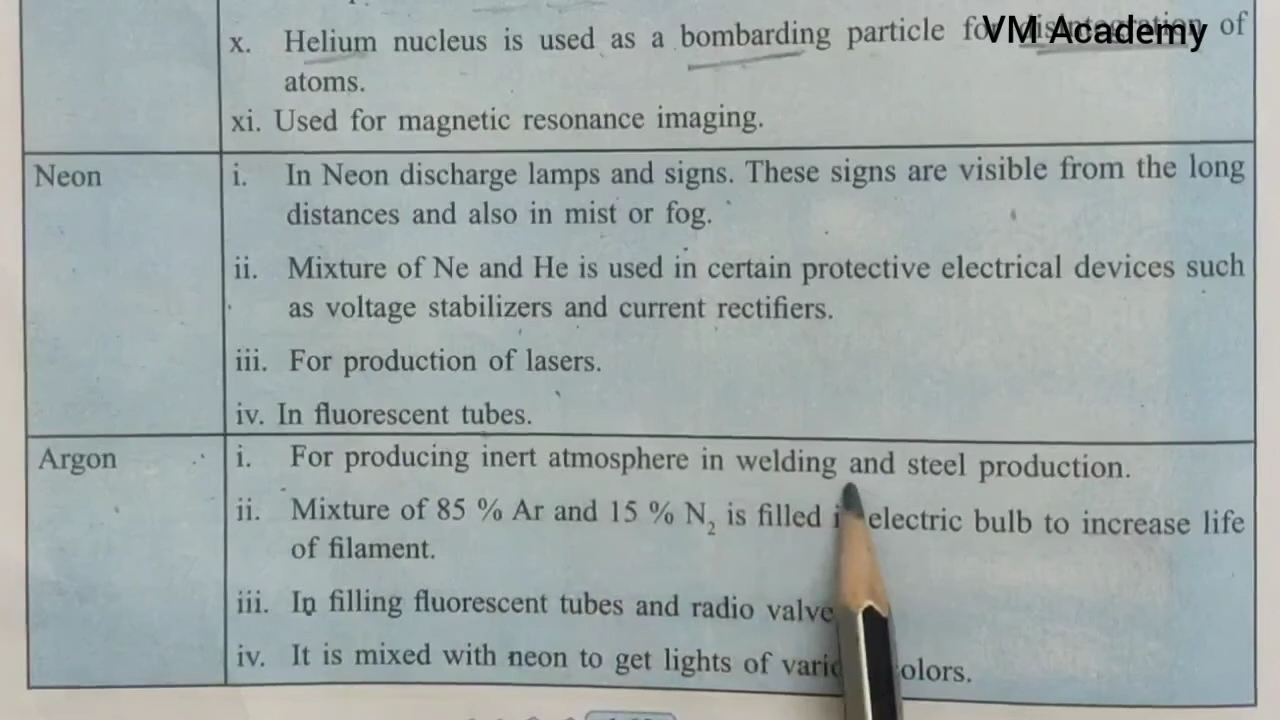 VM Academy
x. Helium nucleus is used as a bombarding particle for disintegration of
atoms.
xi. Used for magnetic resonance imaging.
Neon
i. In Neon discharge lamps and signs. These signs are visible from the long
distances and also in mist or fog.
ii. Mixture of Ne and He is used in certain protective electrical devices such
as voltage stabilizers and current rectifiers.
iii. For production of lasers.
iv. In fluorescent tubes.
Argon
i. For producing inert atmosphere in welding and steel production.
ii. Mixture of 85 % Ar and 15 % N₂ is filled electric bulb to increase life
of filament.
iii. In filling fluorescent tubes and radio valve
iv. It is mixed with neon to get lights of